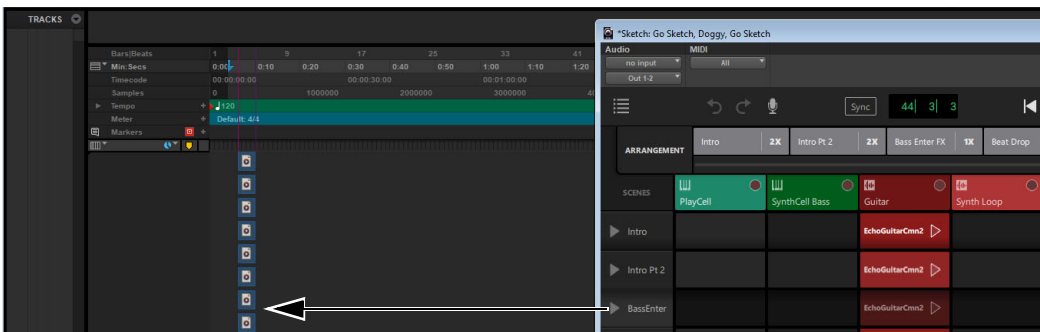 TRACKS
Bars|Beats 1 9 17 25 33 41
Min:Secs 0:00 0:10 0:20 0:30 0:40 0:50 1:00 1:10 1:20
Timecode 00:00:00:00 00:00:30:00 00:01:00:00
Samples 0 1000000 2000000 3000000 4
Tempo + 120
Meter + Default: 4/4
Markers +
*Sketch: Go Sketch, Doggy, Go Sketch
Audio MIDI
no input All
Out 1-2
Sync 44| 3| 3
ARRANGEMENT Intro 2X Intro Pt 2 2X Bass Enter FX 1X Beat Drop
SCENES PlayCell SynthCell Bass Guitar Synth Loop
Intro EchoGuitarCmn2
Intro Pt 2 EchoGuitarCmn2
BassEnter EchoGuitarCmn2